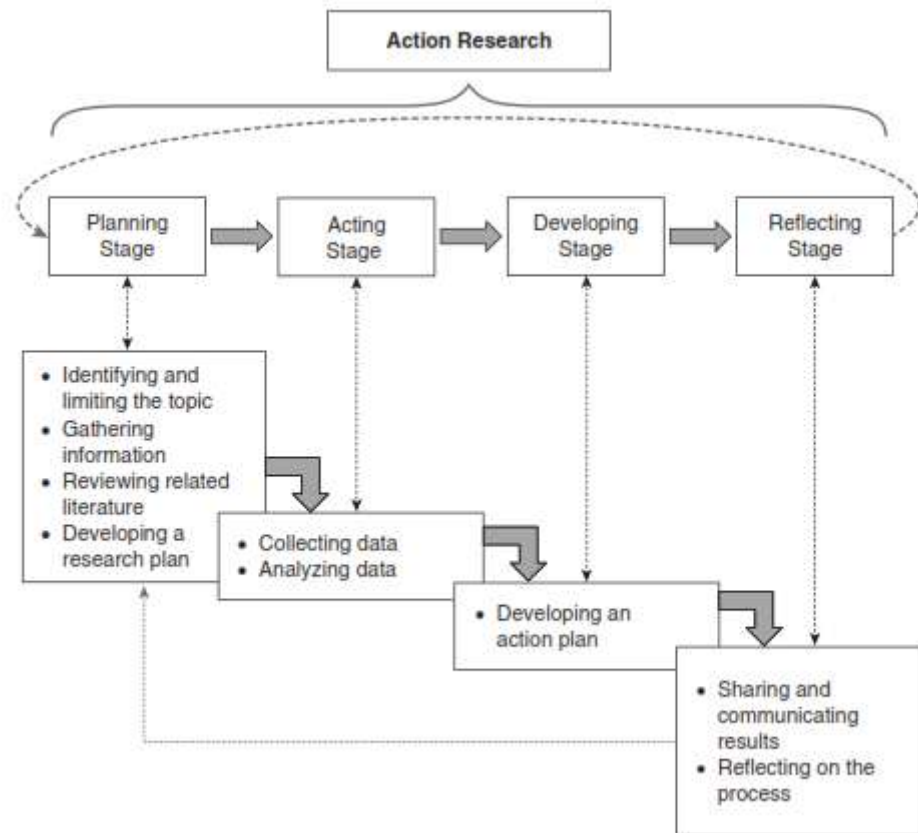 Action Research
Planning
Stage
Acting
Stage
Developing
Stage
Reflecting
Stage
• Identifying and
limiting the topic
• Gathering
information
• Reviewing related
literature
• Developing a
research plan
• Collecting data
• Analyzing data
• Developing an
action plan
• Sharing and
communicating
results
• Reflecting on the
process